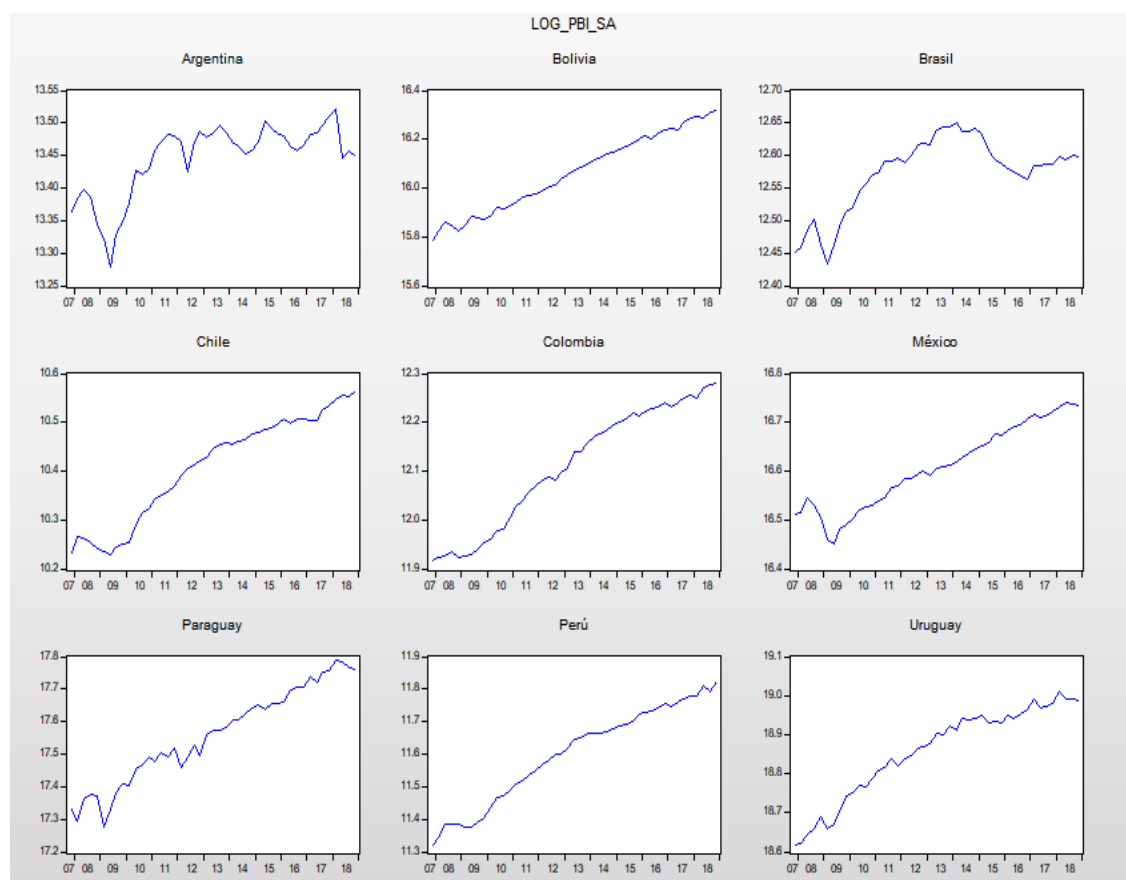 LOG_PBI_SA
Argentina
13.55
13.50
13.45
13.40
13.35
13.30
13.25
07 08 09 10 11 12 13 14 15 16 17 18
Bolivia
16.4
16.2
16.0
15.8
15.6
07 08 09 10 11 12 13 14 15 16 17 18
Brasil
12.70
12.65
12.60
12.55
12.50
12.45
12.40
07 08 09 10 11 12 13 14 15 16 17 18
Chile
10.6
10.5
10.4
10.3
10.2
07 08 09 10 11 12 13 14 15 16 17 18
Colombia
12.3
12.2
12.1
12.0
11.9
07 08 09 10 11 12 13 14 15 16 17 18
México
16.8
16.7
16.6
16.5
16.4
07 08 09 10 11 12 13 14 15 16 17 18
Paraguay
17.8
17.7
17.6
17.5
17.4
17.3
17.2
07 08 09 10 11 12 13 14 15 16 17 18
Perú
11.9
11.8
11.7
11.6
11.5
11.4
11.3
07 08 09 10 11 12 13 14 15 16 17 18
Uruguay
19.1
19.0
18.9
18.8
18.7
18.6
07 08 09 10 11 12 13 14 15 16 17 18